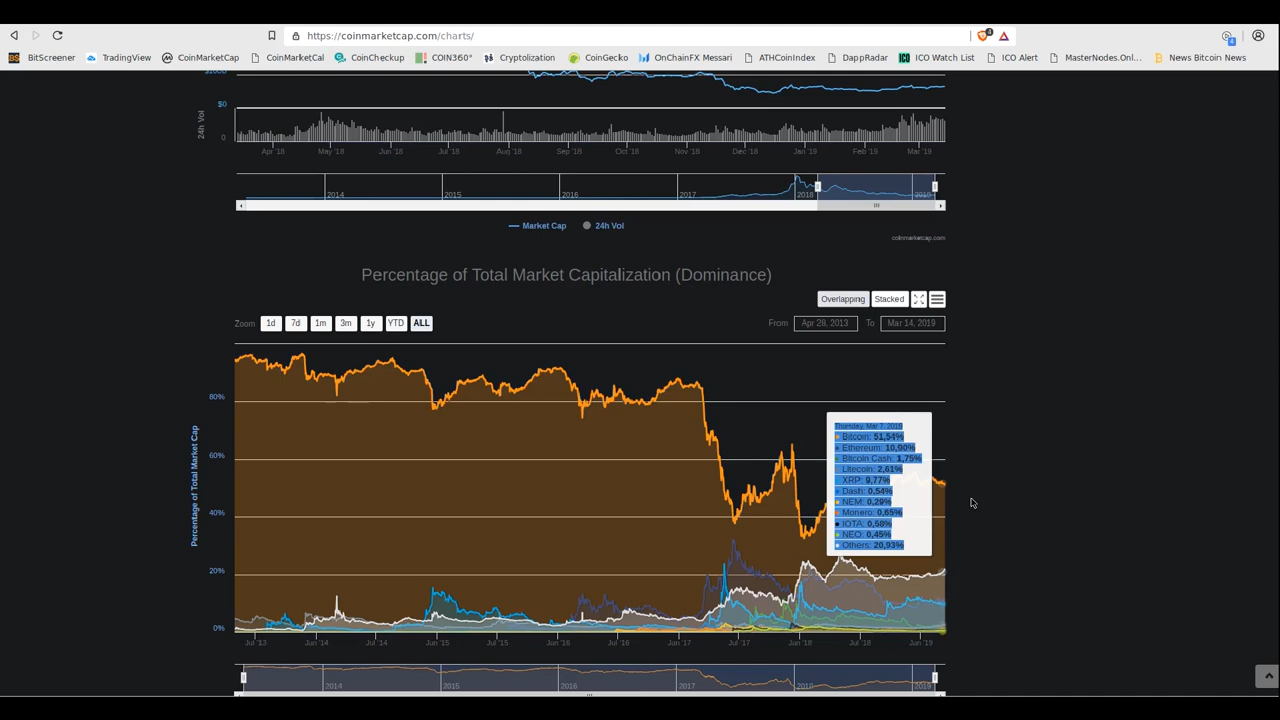 https://coinmarketcap.com/charts/
4
4
BitScreener TradingView CoinMarketCap CoinMarketCal CoinCheckup COIN360° Cryptolization CoinGecko OnChainFX Messari ATHCoinIndex DappRadar ICO Watch List ICO Alert MasterNodes.Onl... News Bitcoin News
$0
24h Vol
0
Apr '18 May '18 Jun '18 Jul '18 Aug '18 Sep '18 Oct '18 Nov '18 Dec '18 Jan '19 Feb '19 Mar '19
2014 2015 2016 2017 2018 2019
Market Cap 24h Vol
coinmarketcap.com
Percentage of Total Market Capitalization (Dominance)
Overlapping Stacked
Zoom 1d 7d 1m 3m 1y YTD ALL From Apr 28, 2013 To Mar 14, 2019
Percentage of Total Market Cap
80%
60%
40%
20%
0%
Thursday, Mar 7, 2019
Bitcoin: 51,54%
Ethereum: 10,90%
Bitcoin Cash: 1,75%
Litecoin: 2,61%
XRP: 9,77%
Dash: 0,54%
NEM: 0,29%
Monero: 0,65%
IOTA: 0,58%
NEO: 0,45%
Others: 20,93%
Jul '13 Jan '14 Jul '14 Jan '15 Jul '15 Jan '16 Jul '16 Jan '17 Jul '17 Jan '18 Jul '18 Jan '19
2014 2015 2016 2017 2018 2019